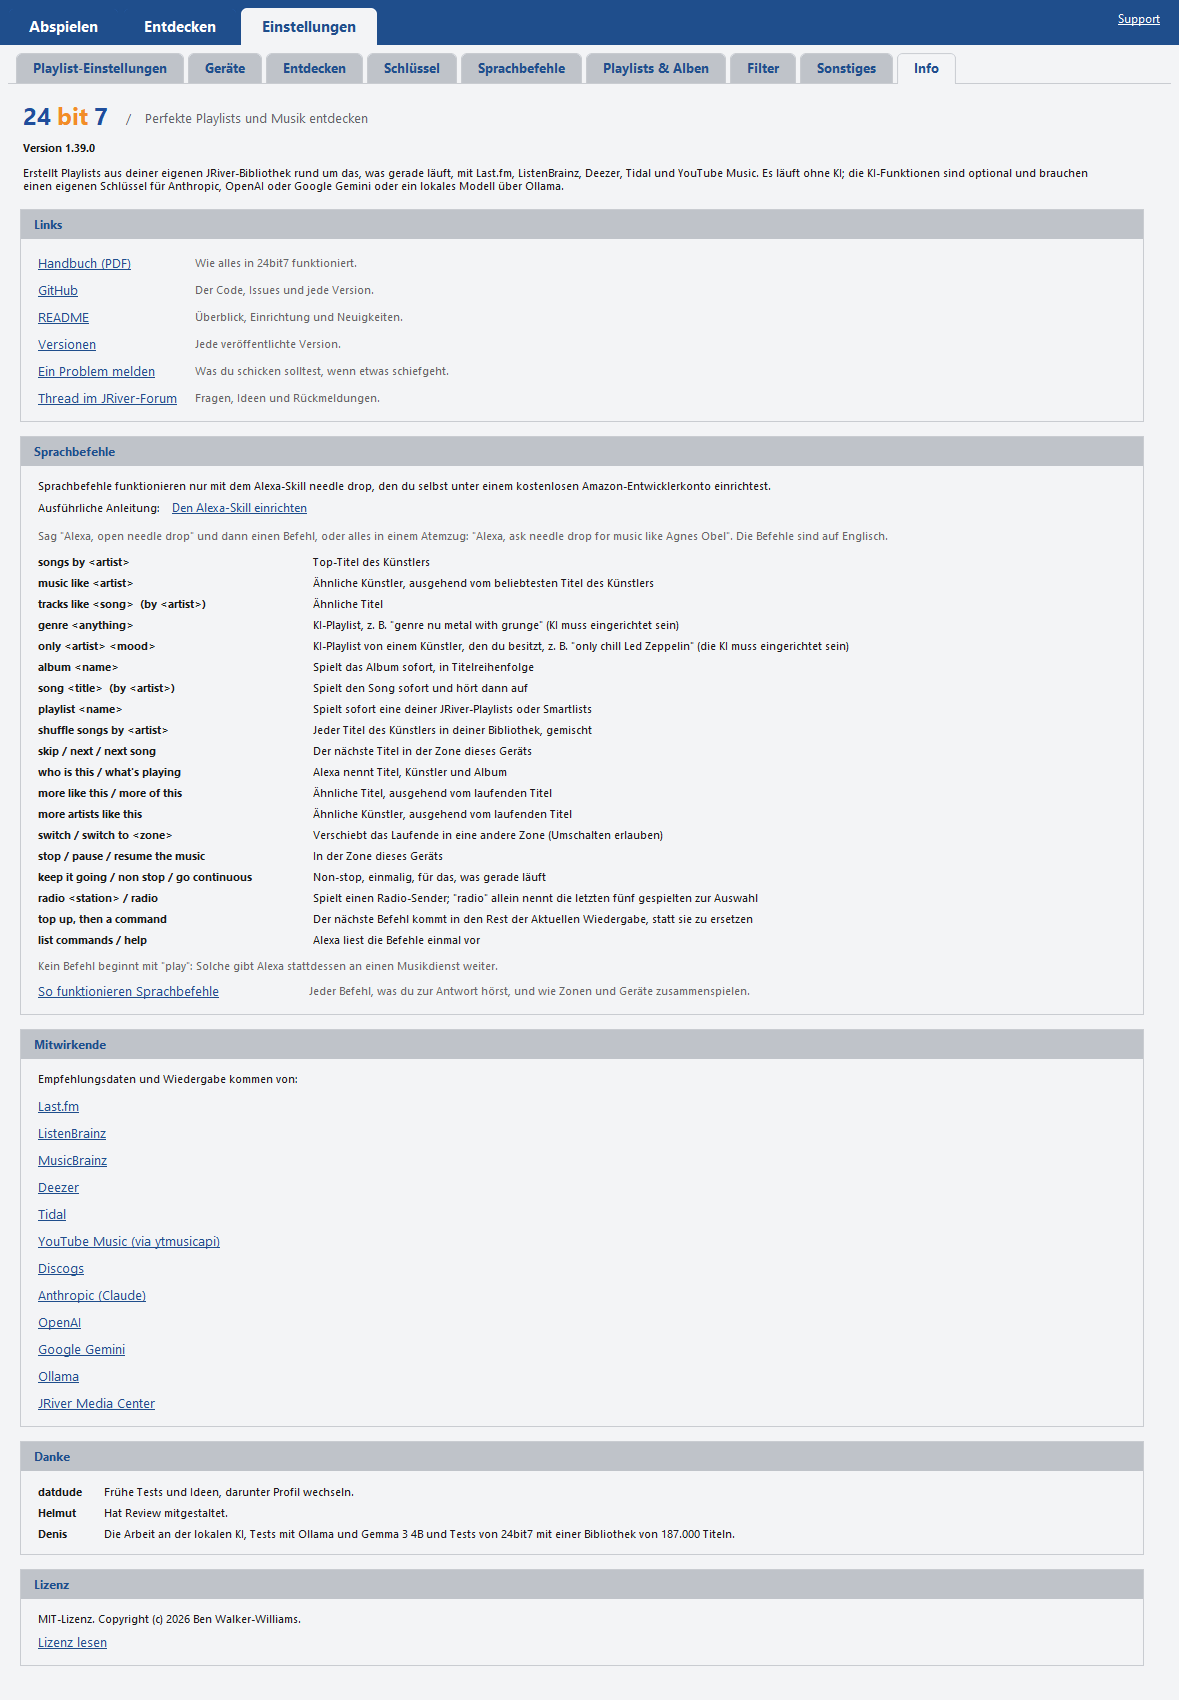 Abspielen
Entdecken
Einstellungen
Support
Playlist-Einstellungen
Geräte
Entdecken
Schlüssel
Sprachbefehle
Playlists & Alben
Filter
Sonstiges
Info
24 bit 7 / Perfekte Playlists und Musik entdecken
Version 1.39.0
Erstellt Playlists aus deiner eigenen JRiver-Bibliothek rund um das, was gerade läuft, mit Last.fm, ListenBrainz, Deezer, Tidal und YouTube Music. Es läuft ohne KI; die KI-Funktionen sind optional und brauchen
einen eigenen Schlüssel für Anthropic, OpenAI oder Google Gemini oder ein lokales Modell über Ollama.
Links
Handbuch (PDF) Wie alles in 24bit7 funktioniert.
GitHub Der Code, Issues und jede Version.
README Überblick, Einrichtung und Neuigkeiten.
Versionen Jede veröffentlichte Version.
Ein Problem melden Was du schicken solltest, wenn etwas schiefgeht.
Thread im JRiver-Forum Fragen, Ideen und Rückmeldungen.
Sprachbefehle
Sprachbefehle funktionieren nur mit dem Alexa-Skill needle drop, den du selbst unter einem kostenlosen Amazon-Entwicklerkonto einrichtest.
Ausführliche Anleitung: Den Alexa-Skill einrichten
Sag "Alexa, open needle drop" und dann einen Befehl, oder alles in einem Atemzug: "Alexa, ask needle drop for music like Agnes Obel". Die Befehle sind auf Englisch.
songs by <artist> Top-Titel des Künstlers
music like <artist> Ähnliche Künstler, ausgehend vom beliebtesten Titel des Künstlers
tracks like <song> (by <artist>) Ähnliche Titel
genre <anything> KI-Playlist, z. B. "genre nu metal with grunge" (KI muss eingerichtet sein)
only <artist> <mood> KI-Playlist von einem Künstler, den du besitzt, z. B. "only chill Led Zeppelin" (die KI muss eingerichtet sein)
album <name> Spielt das Album sofort, in Titelreihenfolge
song <title> (by <artist>) Spielt den Song sofort und hört dann auf
playlist <name> Spielt sofort eine deiner JRiver-Playlists oder Smartlists
shuffle songs by <artist> Jeder Titel des Künstlers in deiner Bibliothek, gemischt
skip / next / next song Der nächste Titel in der Zone dieses Geräts
who is this / what's playing Alexa nennt Titel, Künstler und Album
more like this / more of this Ähnliche Titel, ausgehend vom laufenden Titel
more artists like this Ähnliche Künstler, ausgehend vom laufenden Titel
switch / switch to <zone> Verschiebt das Laufende in eine andere Zone (Umschalten erlauben)
stop / pause / resume the music In der Zone dieses Geräts
keep it going / non stop / go continuous Non-stop, einmalig, für das, was gerade läuft
radio <station> / radio Spielt einen Radio-Sender; "radio" allein nennt die letzten fünf gespielten zur Auswahl
top up, then a command Der nächste Befehl kommt in den Rest der Aktuellen Wiedergabe, statt sie zu ersetzen
list commands / help Alexa liest die Befehle einmal vor
Kein Befehl beginnt mit "play": Solche gibt Alexa stattdessen an einen Musikdienst weiter.
So funktionieren Sprachbefehle Jeder Befehl, was du zur Antwort hörst, und wie Zonen und Geräte zusammenspielen.
Mitwirkende
Empfehlungsdaten und Wiedergabe kommen von:
Last.fm
ListenBrainz
MusicBrainz
Deezer
Tidal
YouTube Music (via ytmusicapi)
Discogs
Anthropic (Claude)
OpenAI
Google Gemini
Ollama
JRiver Media Center
Danke
datdude Frühe Tests und Ideen, darunter Profil wechseln.
Helmut Hat Review mitgestaltet.
Denis Die Arbeit an der lokalen KI, Tests mit Ollama und Gemma 3 4B und Tests von 24bit7 mit einer Bibliothek von 187.000 Titeln.
Lizenz
MIT-Lizenz. Copyright (c) 2026 Ben Walker-Williams.
Lizenz lesen